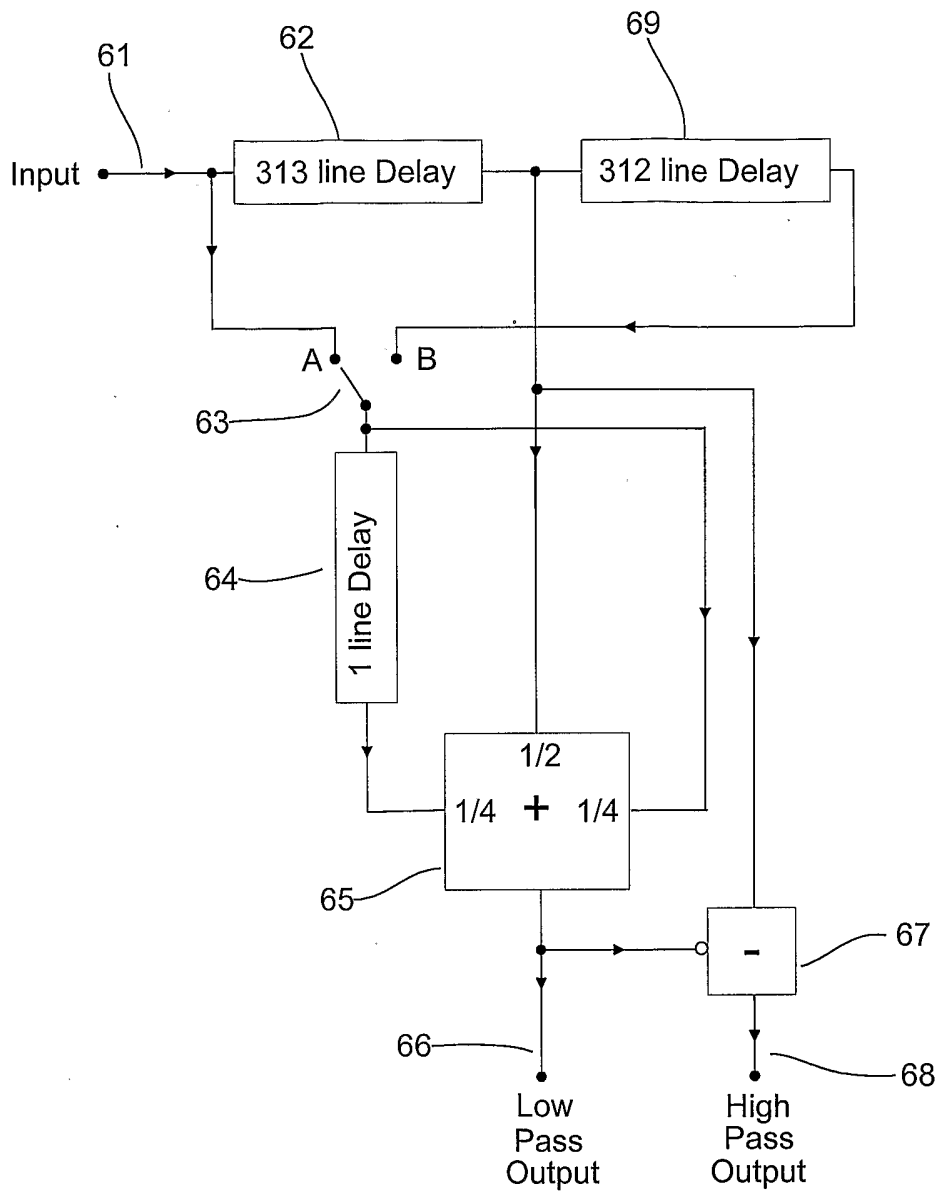 61
62
69
Input
313 line Delay
312 line Delay
A
B
63
64
1 line Delay
1/2
1/4 + 1/4
65
67
-
66
68
Low
Pass
Output
High
Pass
Output